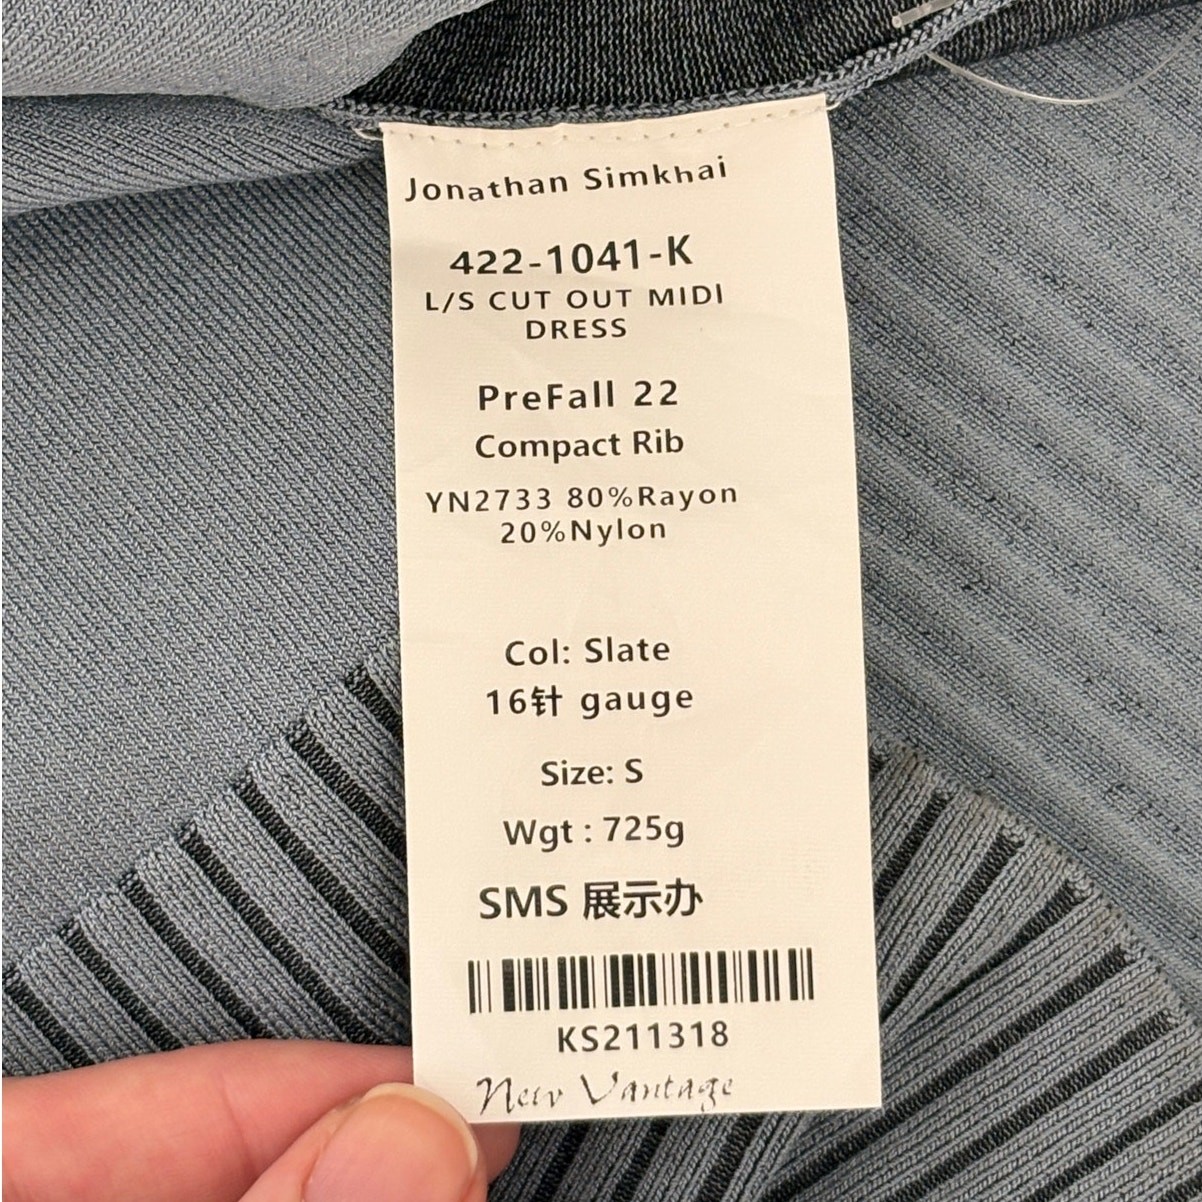 Jonathan Simkhai
422-1041-K
L/S CUT OUT MIDI
DRESS
PreFall 22
Compact Rib
YN2733 80%Rayon
20%Nylon
Col: Slate
16针 gauge
Size: S
Wgt : 725g
SMS 展示办
KS211318
New Vantage